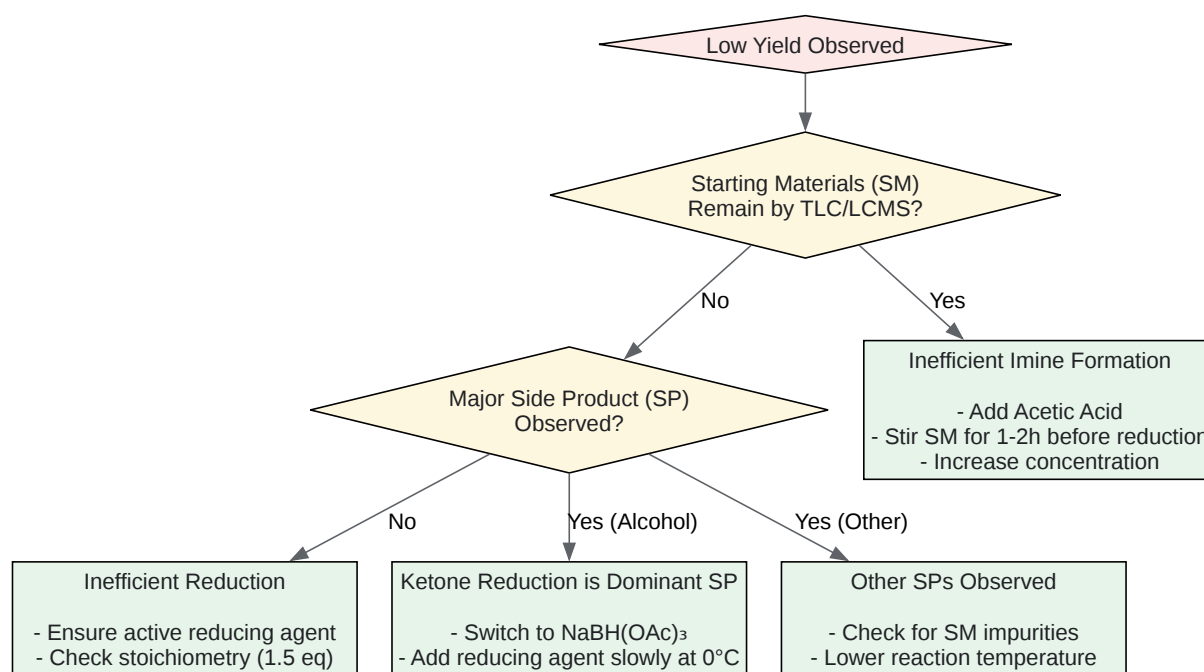 Low Yield Observed
Starting Materials (SM)
Remain by TLC/LCMS?
No
Yes
Major Side Product (SP)
Observed?
Inefficient Imine Formation
- Add Acetic Acid
- Stir SM for 1-2h before reduction
- Increase concentration
No
Yes (Alcohol)
Yes (Other)
Inefficient Reduction
- Ensure active reducing agent
- Check stoichiometry (1.5 eq)
Ketone Reduction is Dominant SP
- Switch to NaBH(OAc)₃
- Add reducing agent slowly at 0°C
Other SPs Observed
- Check for SM impurities
- Lower reaction temperature